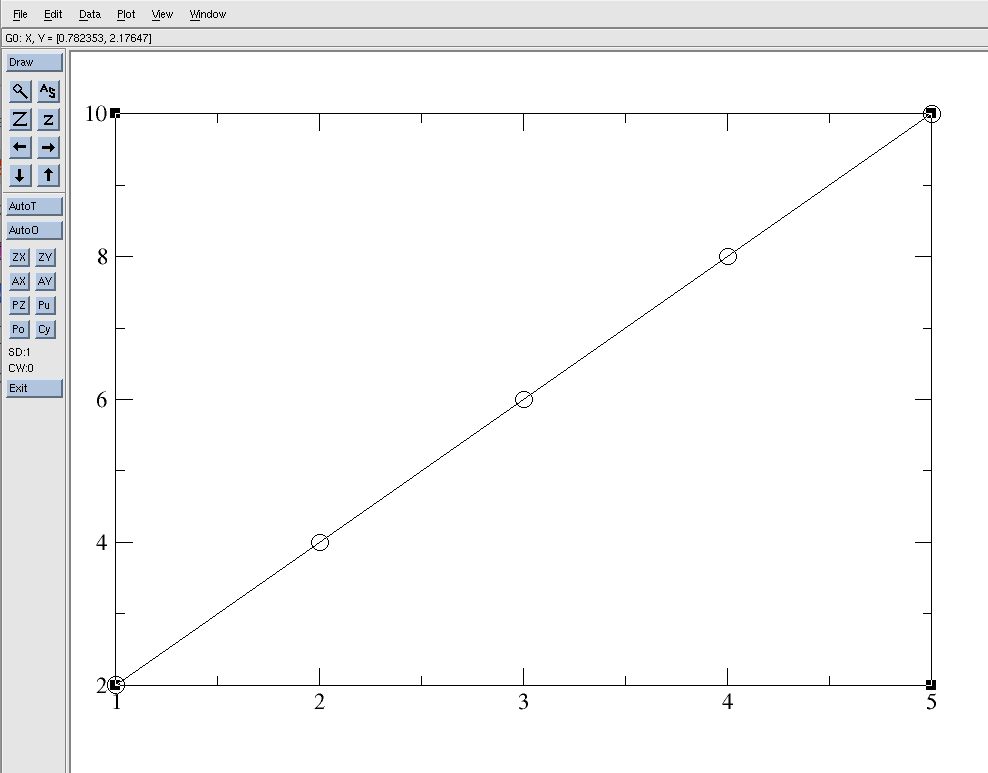 File Edit Data Plot View Window
G0: X, Y = [0.782353, 2.17647]
Draw
A S
Z z
AutoT
AutoO
ZX ZY
AX AY
PZ Pu
Po Cy
SD:1
CW:0
Exit
10
8
6
4
2
1 2 3 4 5